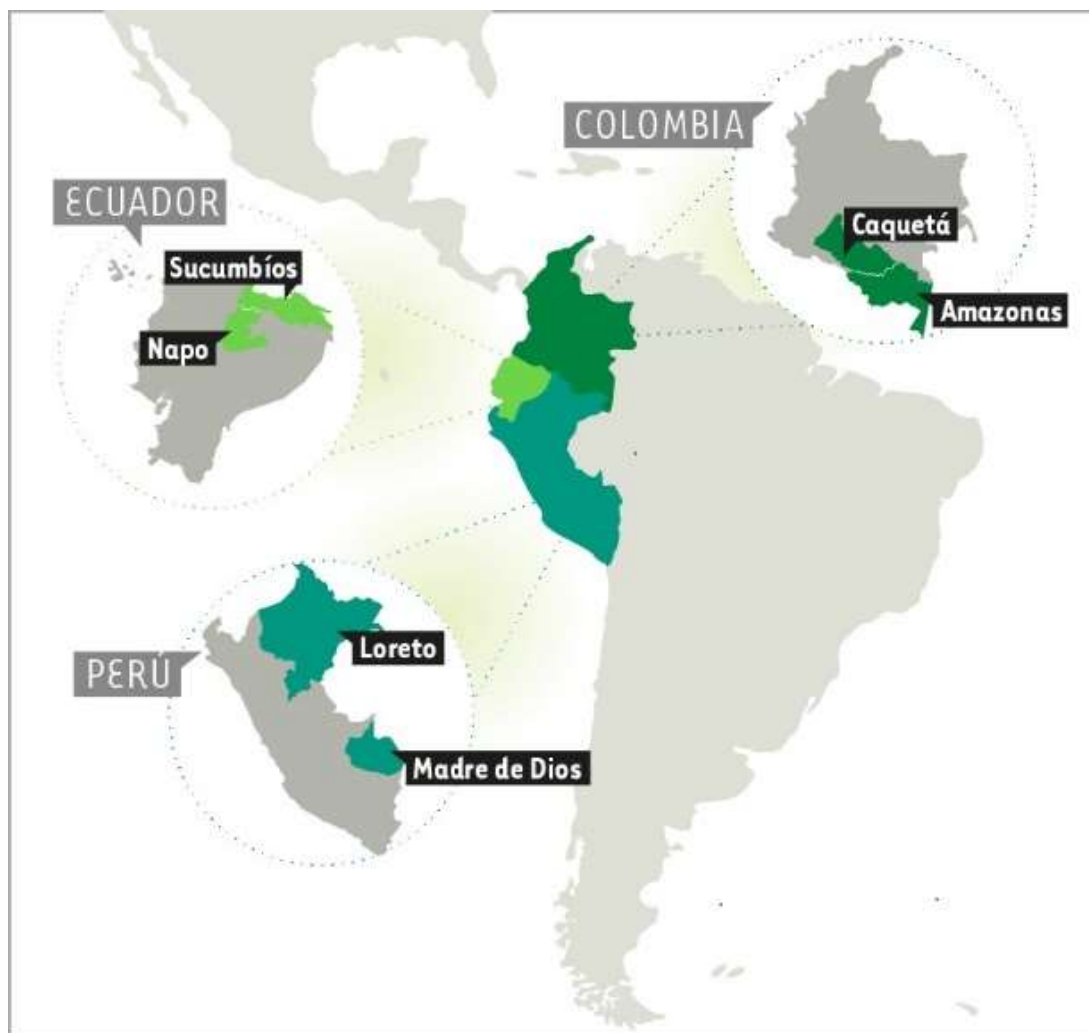 COLOMBIA
Caquetá
Amazonas
ECUADOR
Sucumbíos
Napo
PERÚ
Loreto
Madre de Dios